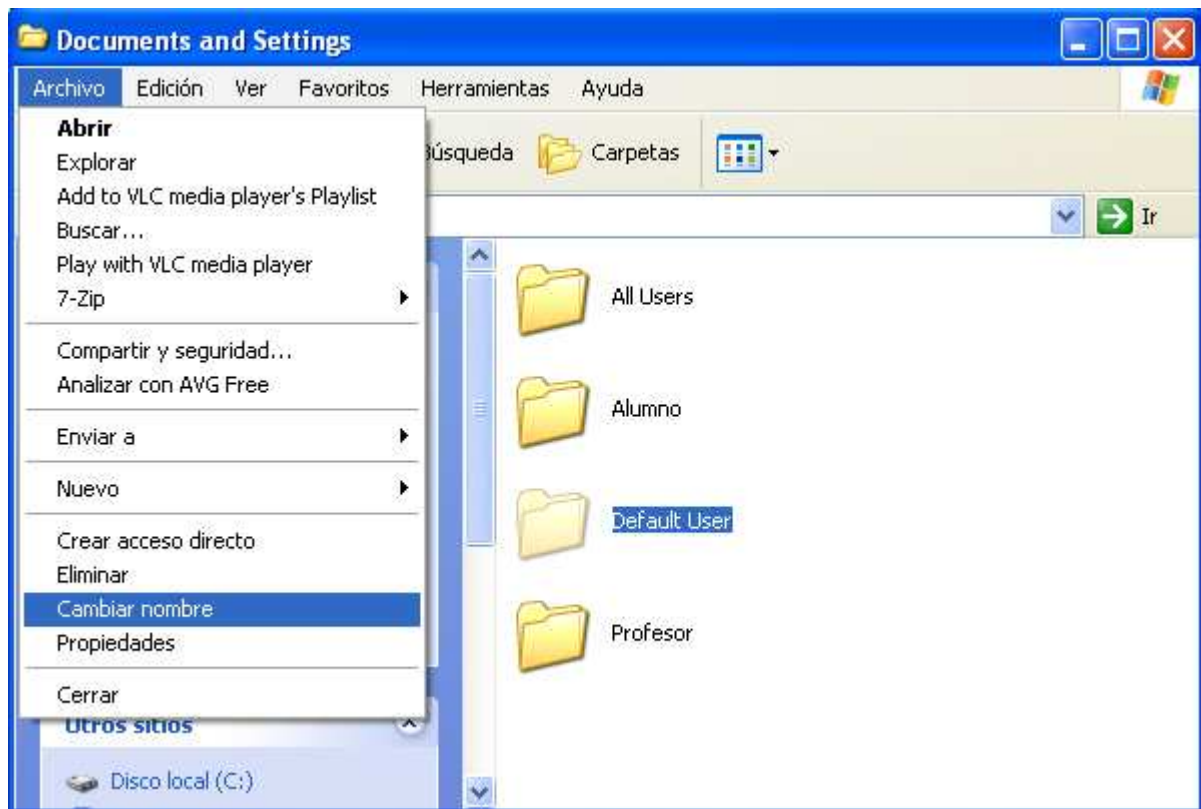 Documents and Settings
Archivo Edición Ver Favoritos Herramientas Ayuda
Abrir
Explorar
Add to VLC media player's Playlist
Buscar...
Play with VLC media player
7-Zip
Compartir y seguridad...
Analizar con AVG Free
Enviar a
Nuevo
Crear acceso directo
Eliminar
Cambiar nombre
Propiedades
Cerrar
Búsqueda Carpetas
Ir
All Users
Alumno
Default User
Profesor
Otros sitios
Disco local (C:)